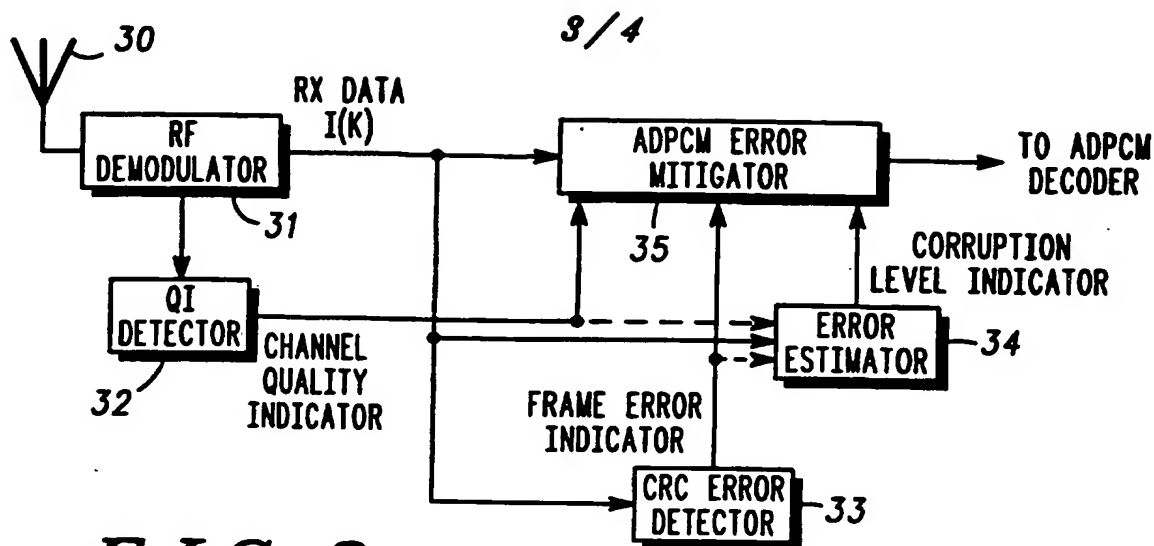 3/4
30
RX DATA
I(K)
RF
DEMODULATOR
31
ADPCM ERROR
MITIGATOR
35
TO ADPCM
DECODER
QI
DETECTOR
32
CHANNEL
QUALITY
INDICATOR
CORRUPTION
LEVEL INDICATOR
ERROR
ESTIMATOR
34
FRAME ERROR
INDICATOR
CRC ERROR
DETECTOR
33